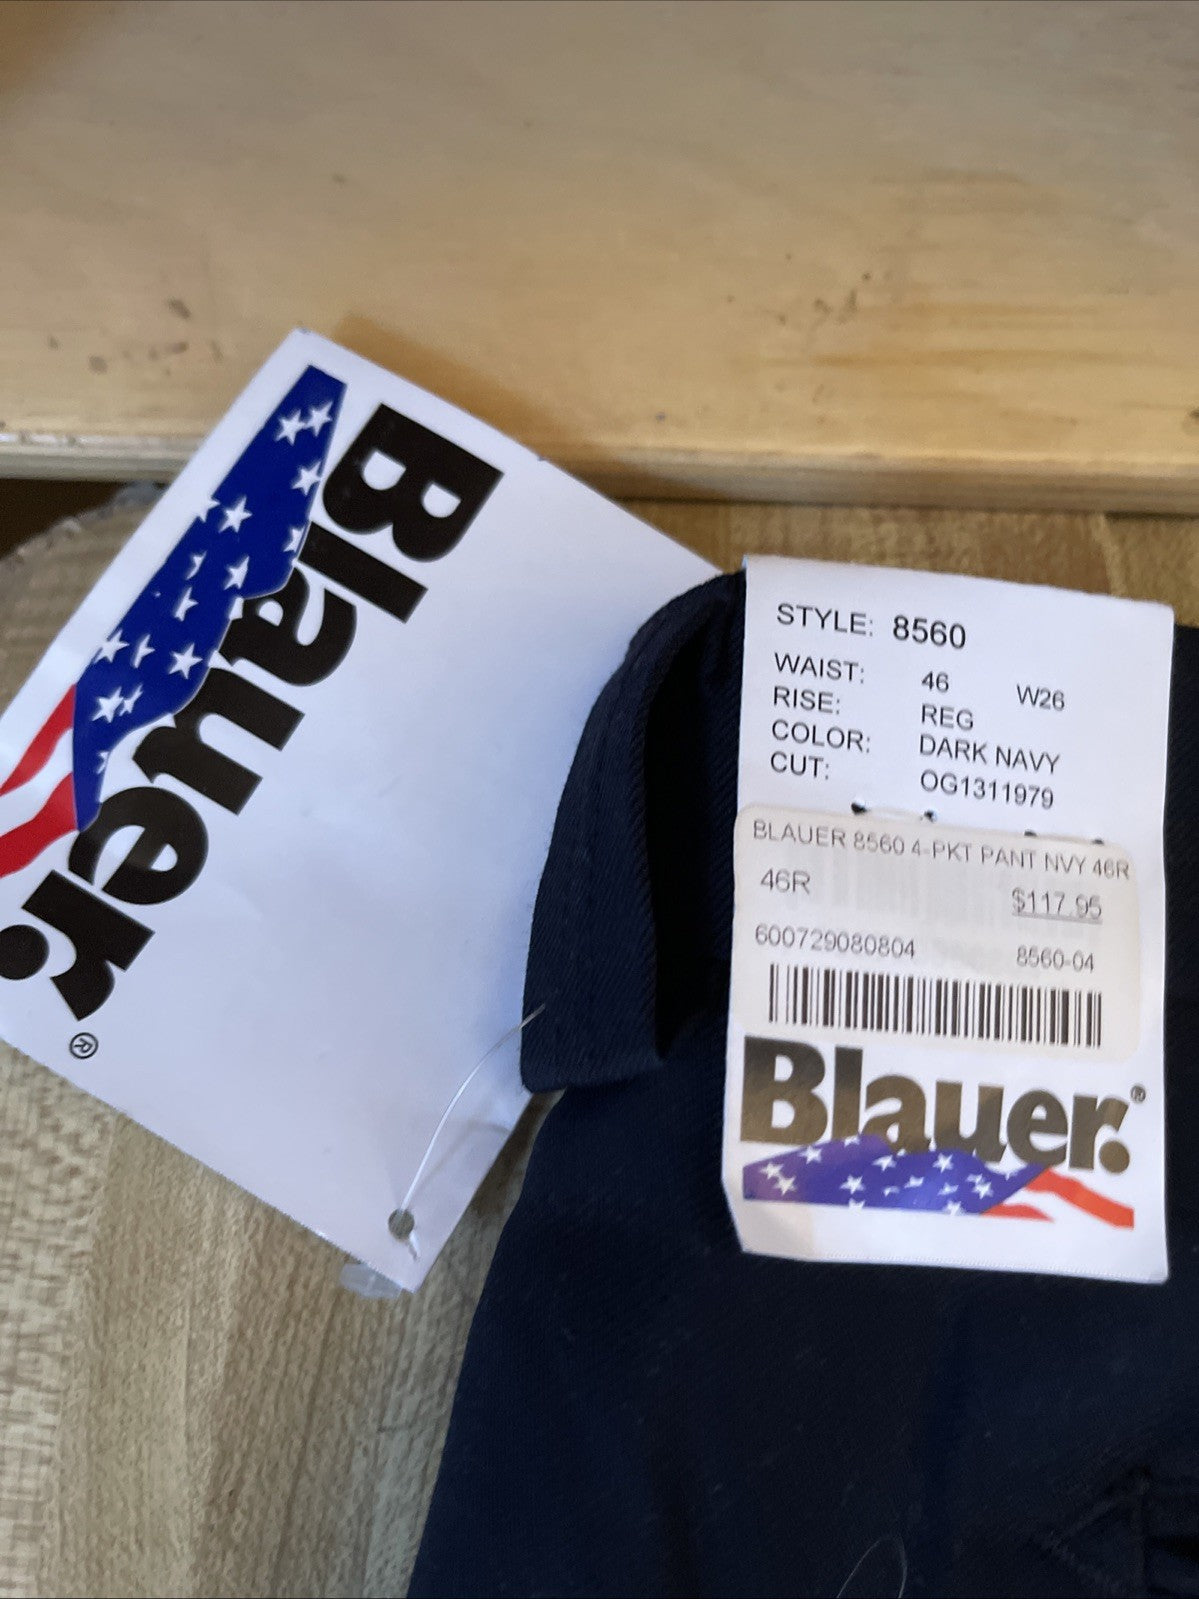 Blauer.®
STYLE: 8560
WAIST: 46 W26
RISE: REG
COLOR: DARK NAVY
CUT: OG1311979
BLAUER 8560 4-PKT PANT NVY 46R
46R $117.95
600729080804 8560-04
Blauer.®